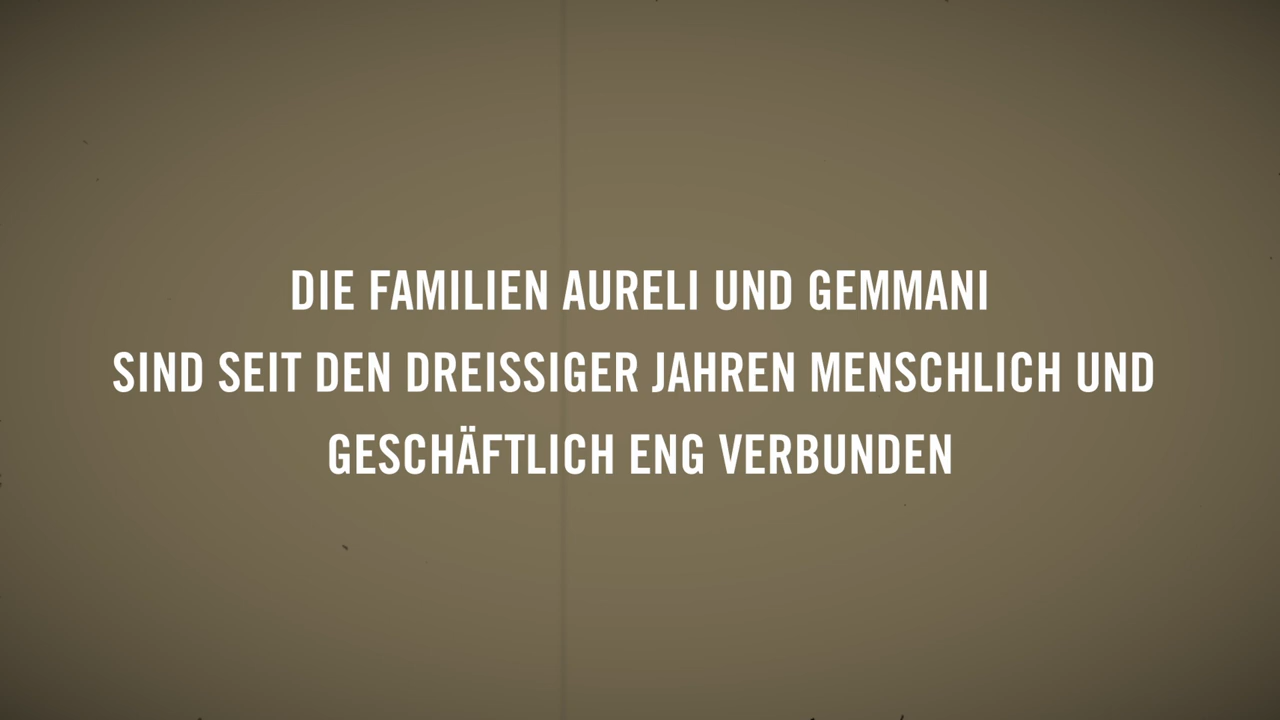 DIE FAMILIEN AURELI UND GEMMANI
SIND SEIT DEN DREISSIGER JAHREN MENSCHLICH UND
GESCHÄFTLICH ENG VERBUNDEN